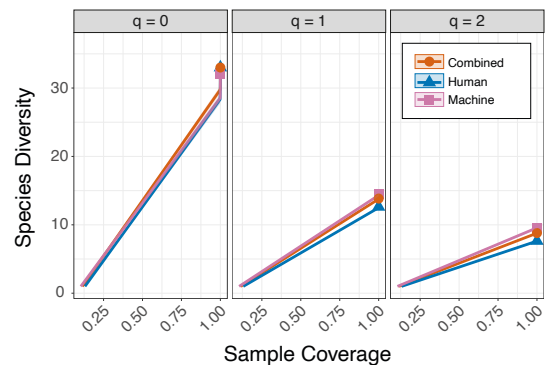 q = 0
q = 1
q = 2
Combined
Human
Machine
Species Diversity
30
20
10
0
0.25
0.50
0.75
1.00
0.25
0.50
0.75
1.00
0.25
0.50
0.75
1.00
Sample Coverage